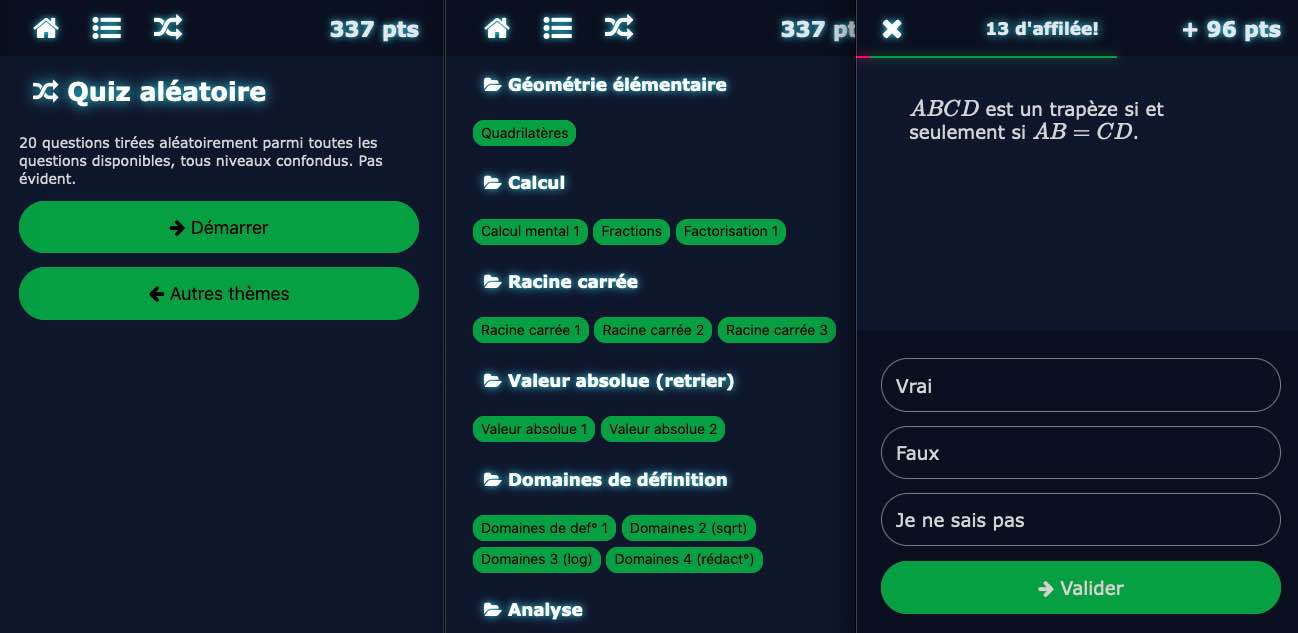 337 pts
Quiz aléatoire
20 questions tirées aléatoirement parmi toutes les
questions disponibles, tous niveaux confondus. Pas
évident.
Démarrer
Autres thèmes
337 pt
Géométrie élémentaire
Quadrilatères
Calcul
Calcul mental 1 Fractions Factorisation 1
Racine carrée
Racine carrée 1 Racine carrée 2 Racine carrée 3
Valeur absolue (retrier)
Valeur absolue 1 Valeur absolue 2
Domaines de définition
Domaines de def° 1 Domaines 2 (sqrt)
Domaines 3 (log) Domaines 4 (rédact°)
Analyse
13 d'affilée! + 96 pts
ABCD est un trapèze si et
seulement si AB = CD.
Vrai
Faux
Je ne sais pas
Valider